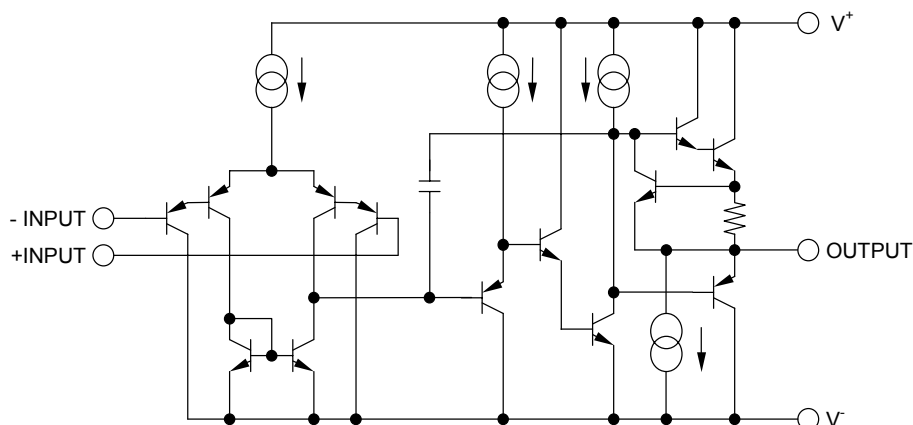 V+
- INPUT
+INPUT
OUTPUT
V-